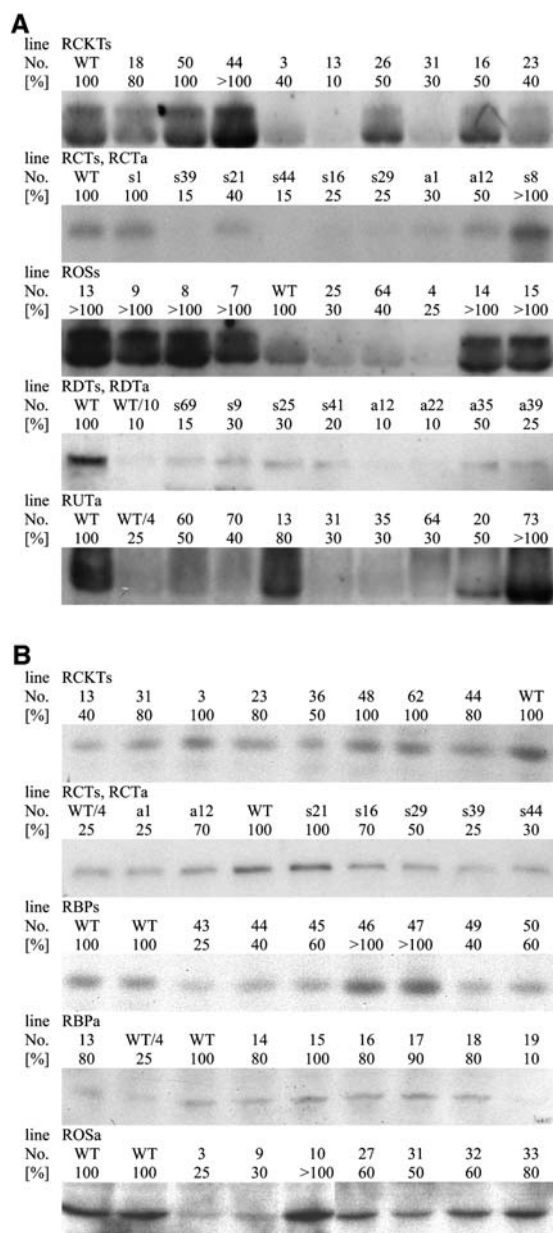 A
line RCKTs
No. WT 18 50 44 3 13 26 31 16 23
[%] 100 80 100 >100 40 10 50 30 50 40
line RCTs, RCTa
No. WT s1 s39 s21 s44 s16 s29 a1 a12 s8
[%] 100 100 15 40 15 25 25 30 50 >100
line ROSs
No. 13 9 8 7 WT 25 64 4 14 15
[%] >100 >100 >100 >100 100 30 40 25 >100 >100
line RDTs, RDTa
No. WT WT/10 s69 s9 s25 s41 a12 a22 a35 a39
[%] 100 10 15 30 30 20 10 10 50 25
line RUTa
No. WT WT/4 60 70 13 31 35 64 20 73
[%] 100 25 50 40 80 30 30 30 50 >100
B
line RCKTs
No. 13 31 3 23 36 48 62 44 WT
[%] 40 80 100 80 50 100 100 80 100
line RCTs, RCTa
No. WT/4 a1 a12 WT s21 s16 s29 s39 s44
[%] 25 25 70 100 100 70 50 25 30
line RBPs
No. WT WT 43 44 45 46 47 49 50
[%] 100 100 25 40 60 >100 >100 40 60
line RBPa
No. 13 WT/4 WT 14 15 16 17 18 19
[%] 80 25 100 80 100 80 90 80 10
line ROSa
No. WT WT 3 9 10 27 31 32 33
[%] 100 100 25 30 >100 60 50 60 80